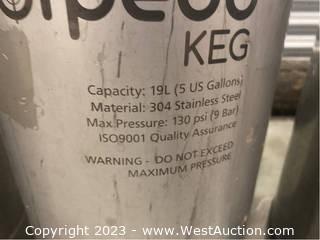 KEG
Capacity: 19L (5 US Gallons)
Material: 304 Stainless Steel
Max Pressure: 130 psi (9 Bar)
ISO9001 Quality Assurance
WARNING - DO NOT EXCEED
MAXIMUM PRESSURE
Copyright 2023 - www.WestAuction.com